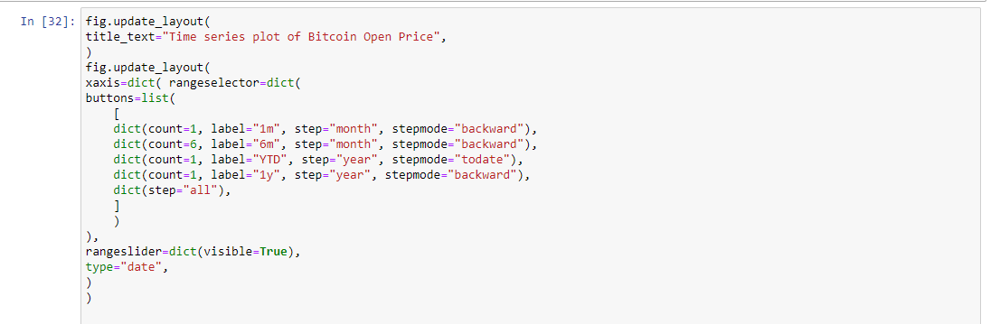 In [32]: fig.update_layout(
title_text="Time series plot of Bitcoin Open Price",
)
fig.update_layout(
xaxis=dict( rangeselector=dict(
buttons=list(
    [
    dict(count=1, label="1m", step="month", stepmode="backward"),
    dict(count=6, label="6m", step="month", stepmode="backward"),
    dict(count=1, label="YTD", step="year", stepmode="todate"),
    dict(count=1, label="1y", step="year", stepmode="backward"),
    dict(step="all"),
    ]
    )
),
rangeslider=dict(visible=True),
type="date",
)
)